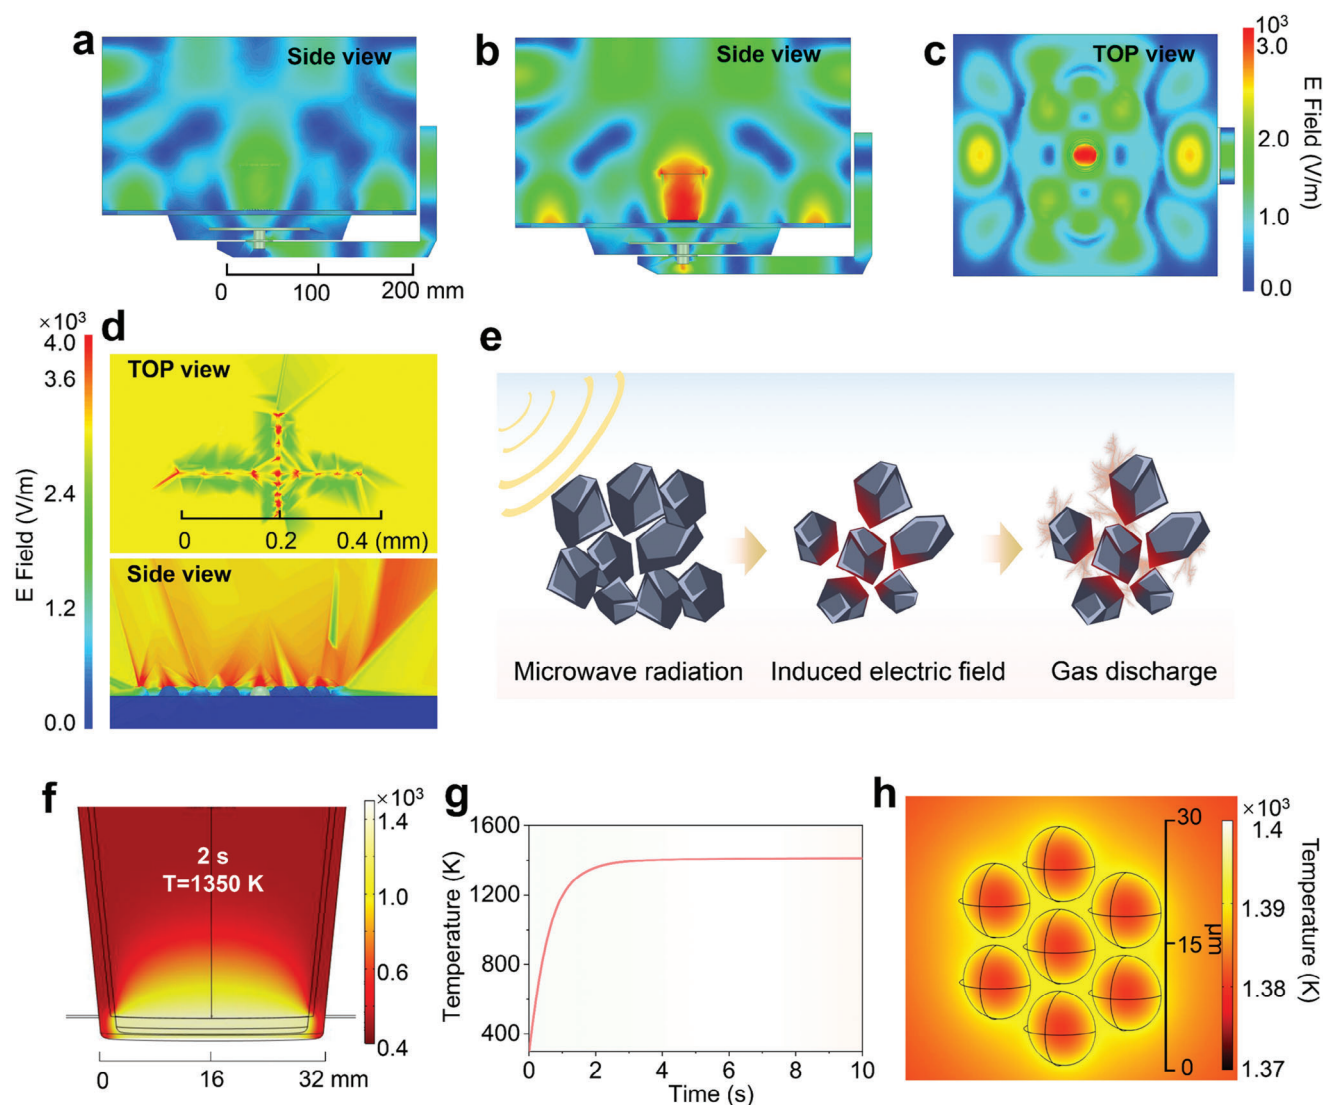 a
Side view
0 100 200 mm
b
Side view
c
TOP view
10³
3.0
2.0
1.0
0.0
E Field (V/m)
×10³
4.0
3.6
2.4
1.2
0.0
E Field (V/m)
d
TOP view
0 0.2 0.4 (mm)
Side view
e
Microwave radiation
Induced electric field
Gas discharge
f
2 s
T=1350 K
0 16 32 mm
×10³
1.4
1.0
0.6
0.4
g
Temperature (K)
1600
1200
800
400
0 2 4 6 8 10
Time (s)
h
30
15
0
μm
×10³
1.4
1.39
1.38
1.37
Temperature (K)